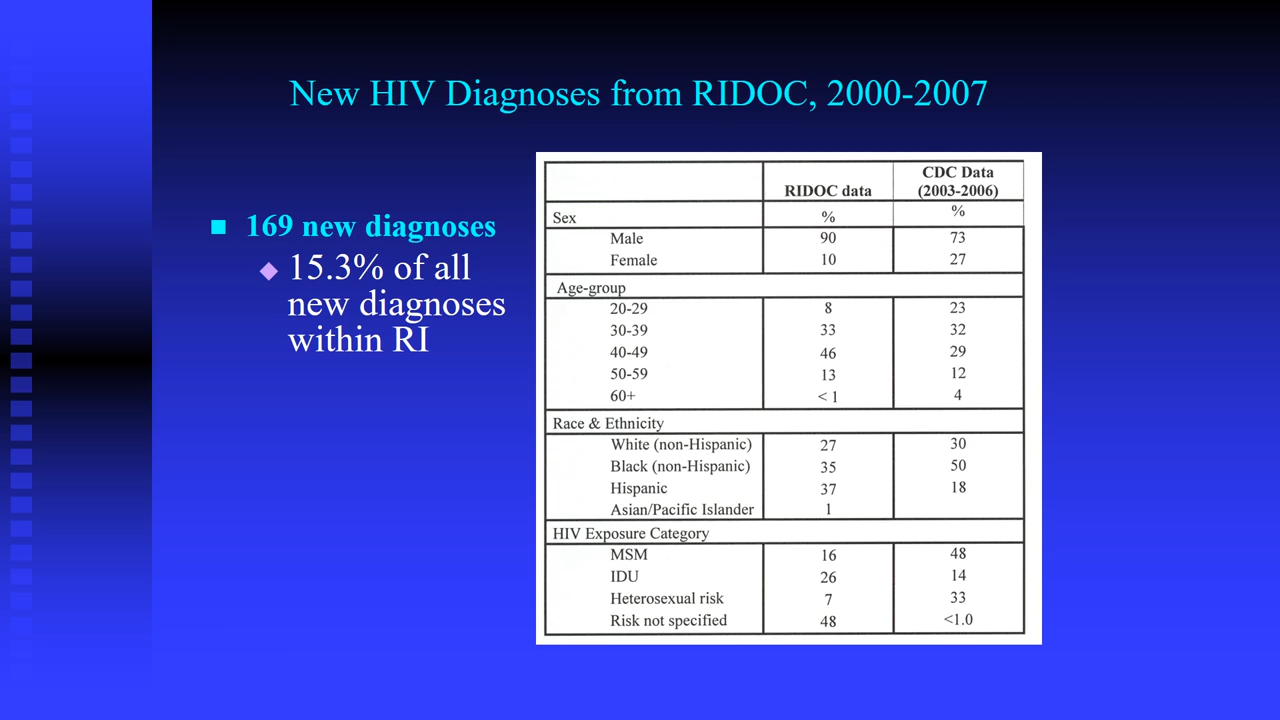 New HIV Diagnoses from RIDOC, 2000-2007
169 new diagnoses
15.3% of all
new diagnoses
within RI
RIDOC data CDC Data
(2003-2006)
Sex % %
Male 90 73
Female 10 27
Age-group
20-29 8 23
30-39 33 32
40-49 46 29
50-59 13 12
60+ < 1 4
Race & Ethnicity
White (non-Hispanic) 27 30
Black (non-Hispanic) 35 50
Hispanic 37 18
Asian/Pacific Islander 1
HIV Exposure Category
MSM 16 48
IDU 26 14
Heterosexual risk 7 33
Risk not specified 48 <1.0